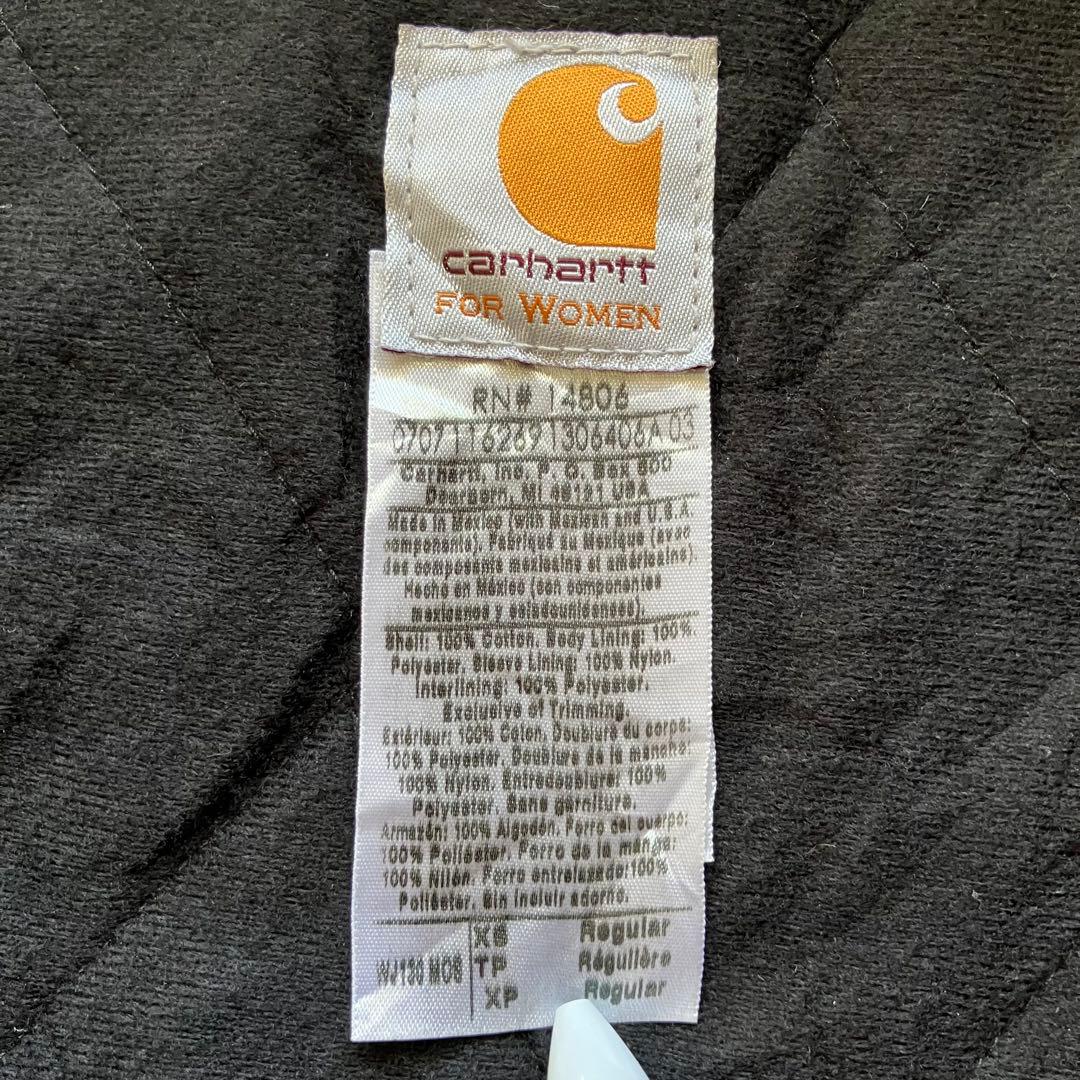 carhartt
FOR WOMEN
RN# 14806
0707116269 1306406A 03
Carhartt, Inc. P. O. Box 600
Dearborn, MI 48121 USA
Made in Mexico (with Mexican and U.S.A
components). Fabriqué au Mexique (avec
des composants mexicains et américains)
Hecho en México (con componentes
mexicanos y estadounidenses).
Shell: 100% Cotton. Body Lining: 100%
Polyester. Sleeve Lining: 100% Nylon.
Interlining: 100% Polyester.
Exclusive of Trimming.
Extérieur: 100% Coton. Doublure du corps:
100% Polyester. Doublure de la manche:
100% Nylon. Entredoublure: 100%
Polyester. Sans garniture.
Armazón: 100% Algodón. Forro del cuerpo:
100% Poliéster. Forro de la manga:
100% Nilón. Forro entrelazado:100%
Poliéster. Sin incluir adorno.
XS Regular
WJ130 MOS TP Régulière
XP Regular